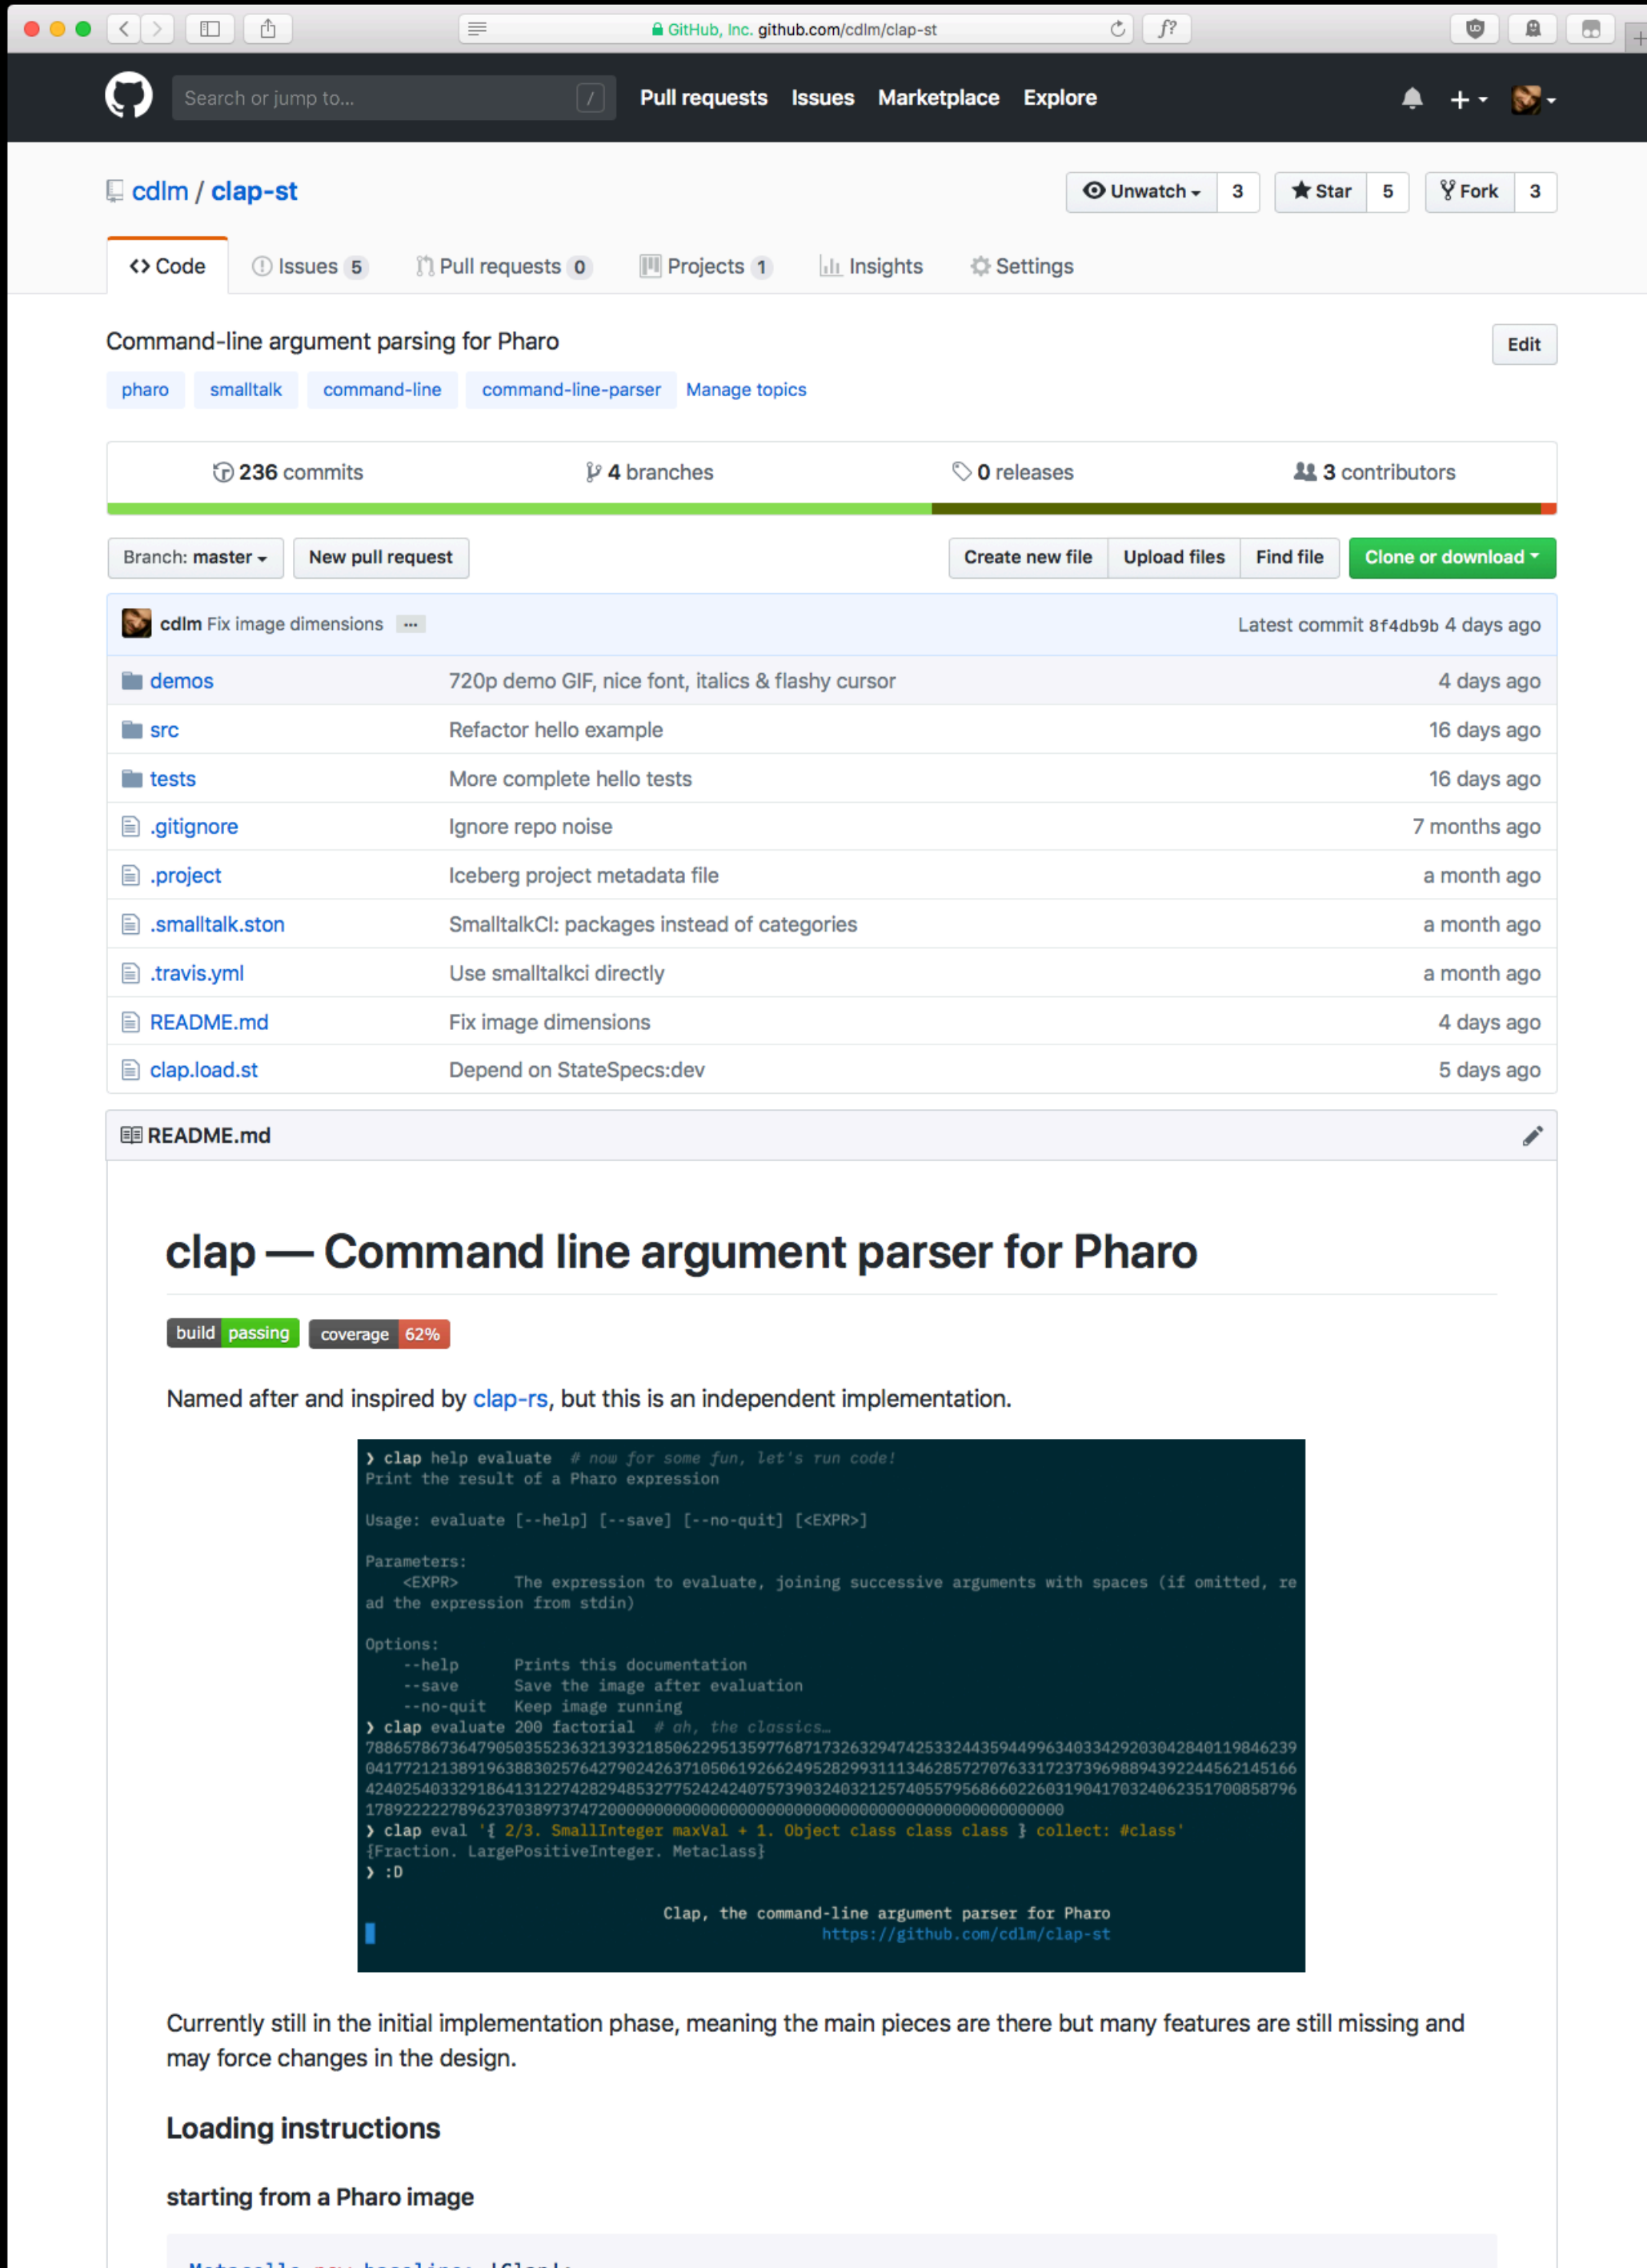 GitHub, Inc. github.com/cdlm/clap-st
f?
Search or jump to... /
Pull requests Issues Marketplace Explore
cdlm / clap-st
Unwatch 3 Star 5 Fork 3
Code Issues 5 Pull requests 0 Projects 1 Insights Settings
Command-line argument parsing for Pharo
Edit
pharo smalltalk command-line command-line-parser Manage topics
236 commits 4 branches 0 releases 3 contributors
Branch: master New pull request Create new file Upload files Find file Clone or download
cdlm Fix image dimensions ... Latest commit 8f4db9b 4 days ago
demos 720p demo GIF, nice font, italics & flashy cursor 4 days ago
src Refactor hello example 16 days ago
tests More complete hello tests 16 days ago
.gitignore Ignore repo noise 7 months ago
.project Iceberg project metadata file a month ago
.smalltalk.ston SmalltalkCI: packages instead of categories a month ago
.travis.yml Use smalltalkci directly a month ago
README.md Fix image dimensions 4 days ago
clap.load.st Depend on StateSpecs:dev 5 days ago
README.md
clap — Command line argument parser for Pharo
build passing coverage 62%
Named after and inspired by clap-rs, but this is an independent implementation.
❯ clap help evaluate # now for some fun, let's run code!
Print the result of a Pharo expression
Usage: evaluate [--help] [--save] [--no-quit] [<EXPR>]
Parameters:
<EXPR> The expression to evaluate, joining successive arguments with spaces (if omitted, re
ad the expression from stdin)
Options:
--help Prints this documentation
--save Save the image after evaluation
--no-quit Keep image running
❯ clap evaluate 200 factorial # ah, the classics…
7886578673647905035523632139321850622951359776871732632947425332443594499634033429203042840119846239
0417721213891963883025764279024263710506192662495282993111346285727076331723739698894392244562145166
4240254033291864131227428294853277524242407573903240321257405579568660226031904170324062351700858796
178922222789623703897374720000000000000000000000000000000000000000000000000
❯ clap eval '{ 2/3. SmallInteger maxVal + 1. Object class class class } collect: #class'
{Fraction. LargePositiveInteger. Metaclass}
❯ :D
Clap, the command-line argument parser for Pharo
https://github.com/cdlm/clap-st
Currently still in the initial implementation phase, meaning the main pieces are there but many features are still missing and
may force changes in the design.
Loading instructions
starting from a Pharo image